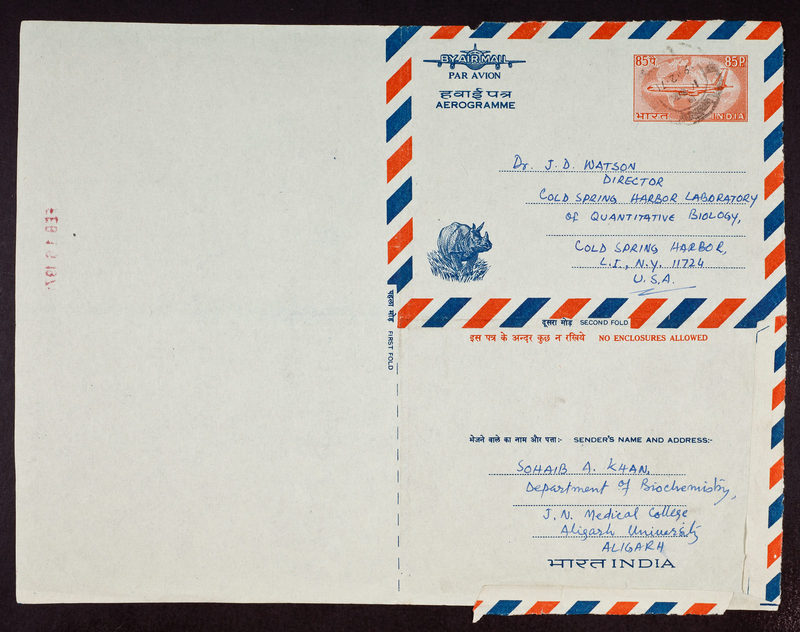 BY AIR MAIL
PAR AVION
हवाई पत्र
AEROGRAMME
85पै 85P
भारत INDIA
Dr. J. D. WATSON
DIRECTOR
COLD SPRING HARBOR LABORATORY
OF QUANTITATIVE BIOLOGY,
COLD SPRING HARBOR,
L.I., N.Y. 11724
U.S.A.
पहला मोड़ FIRST FOLD
दूसरा मोड़ SECOND FOLD
इस पत्र के अन्दर कुछ न रखिये NO ENCLOSURES ALLOWED
भेजने वाले का नाम और पता:- SENDER'S NAME AND ADDRESS:-
SOHAIB A. KHAN,
Department of Biochemistry,
J. N. Medical College
Aligarh University
ALIGARH
भारत INDIA